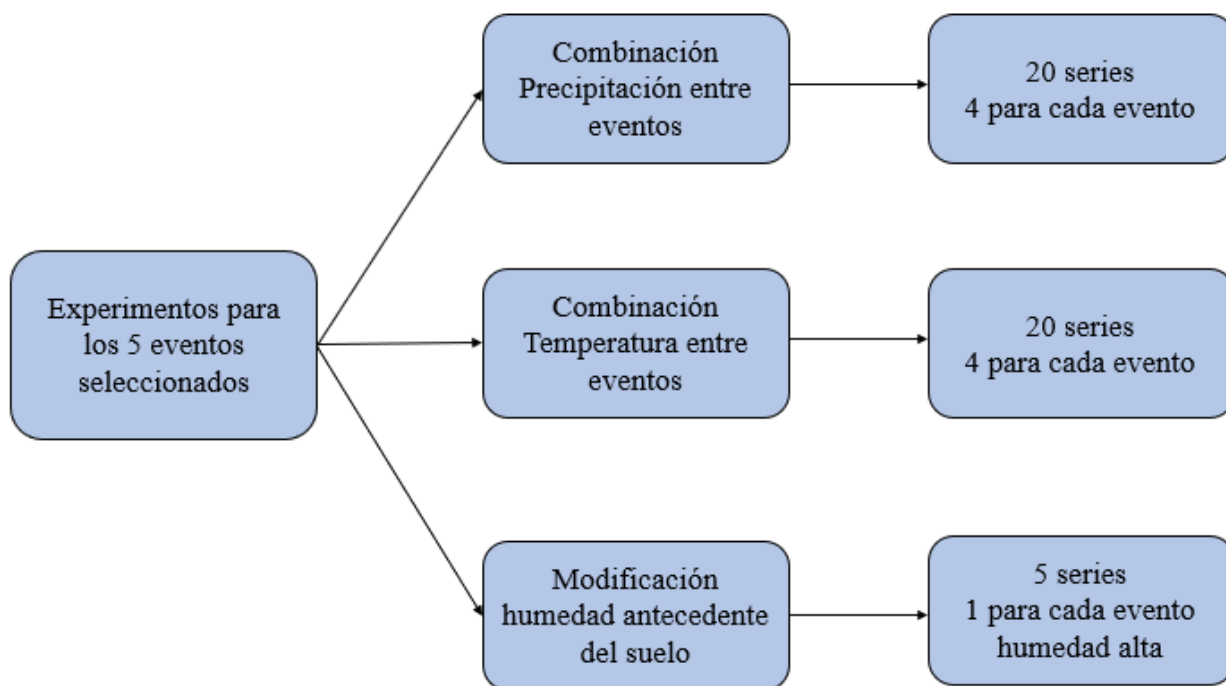 Experimentos para
los 5 eventos
seleccionados
Combinación
Precipitación entre
eventos
20 series
4 para cada evento
Combinación
Temperatura entre
eventos
20 series
4 para cada evento
Modificación
humedad antecedente
del suelo
5 series
1 para cada evento
humedad alta